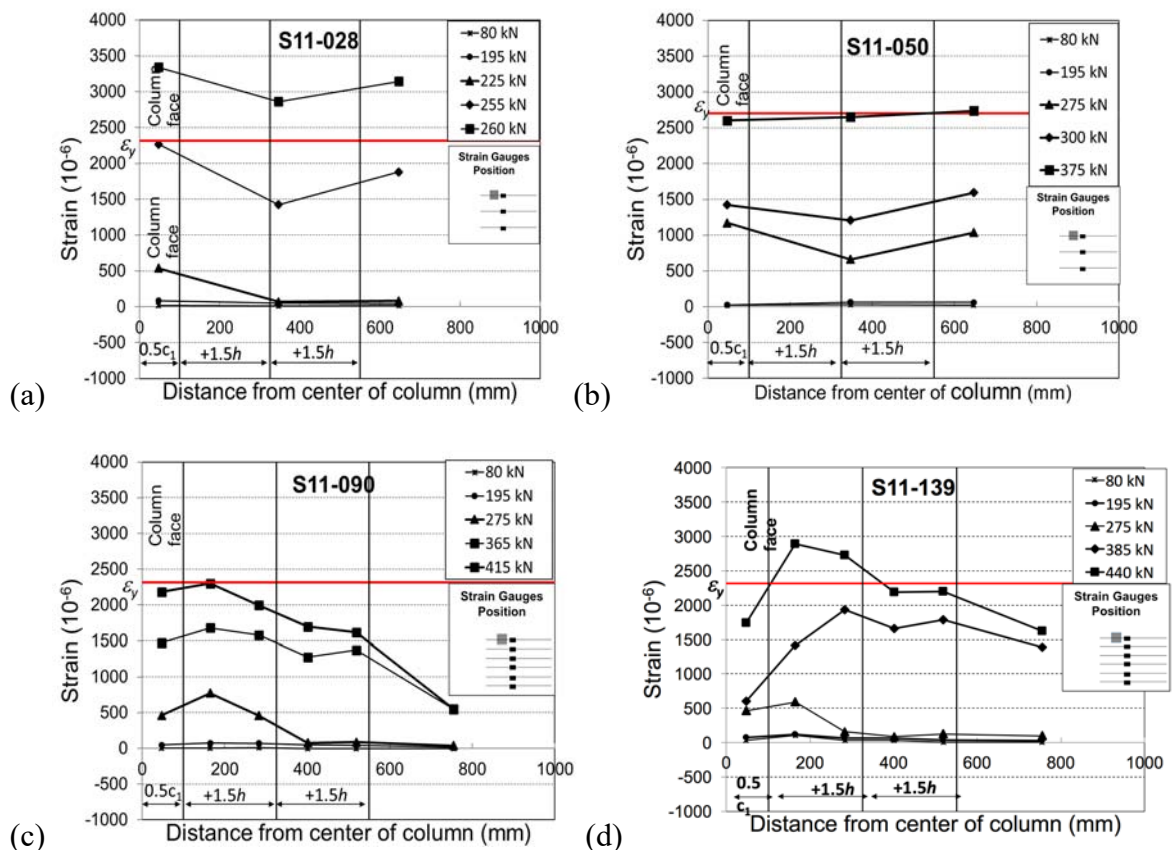 S11-028
4000
3500
3000
2500
2000
1500
1000
500
0
-500
-1000
εy
Strain (10⁻⁶)
Column face
Column face
80 kN
195 kN
225 kN
255 kN
260 kN
Strain Gauges
Position
0 200 400 600 800 1000
0.5c₁ +1.5h +1.5h
(a) Distance from center of column (mm)
S11-050
4000
3500
3000
2500
2000
1500
1000
500
0
-500
-1000
εy
Strain (10⁻⁶)
Column
face
80 kN
195 kN
275 kN
300 kN
375 kN
Strain Gauges
Position
0 200 400 600 800 1000
0.5c₁ +1.5h +1.5h
(b) Distance from center of column (mm)
S11-090
4000
3500
3000
2500
2000
1500
1000
500
0
-500
-1000
εy
Strain (10⁻⁶)
Column
face
80 kN
195 kN
275 kN
365 kN
415 kN
Strain Gauges
Position
0 200 400 600 800 1000
0.5c₁ +1.5h +1.5h
(c) Distance from center of column (mm)
S11-139
4000
3500
3000
2500
2000
1500
1000
500
0
-500
-1000
εy
Strain (10⁻⁶)
Column
face
80 kN
195 kN
275 kN
385 kN
440 kN
Strain Gauges
Position
0 200 400 600 800 1000
0.5
c₁ +1.5h +1.5h
(d) Distance from center of column (mm)